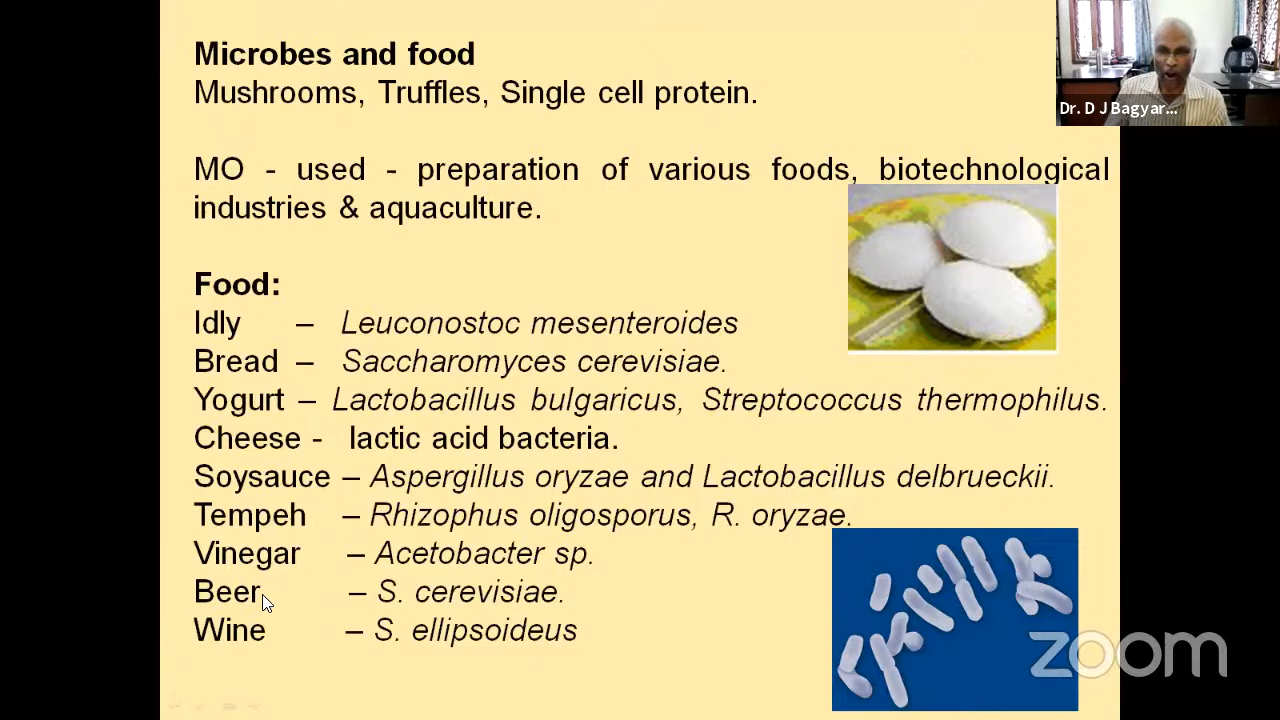 Microbes and food
Mushrooms, Truffles, Single cell protein.
MO - used - preparation of various foods, biotechnological
industries & aquaculture.
Food:
Idly – Leuconostoc mesenteroides
Bread – Saccharomyces cerevisiae.
Yogurt – Lactobacillus bulgaricus, Streptococcus thermophilus.
Cheese - lactic acid bacteria.
Soysauce – Aspergillus oryzae and Lactobacillus delbrueckii.
Tempeh – Rhizophus oligosporus, R. oryzae.
Vinegar – Acetobacter sp.
Beer – S. cerevisiae.
Wine – S. ellipsoideus
Dr. D J Bagyar...
zoom